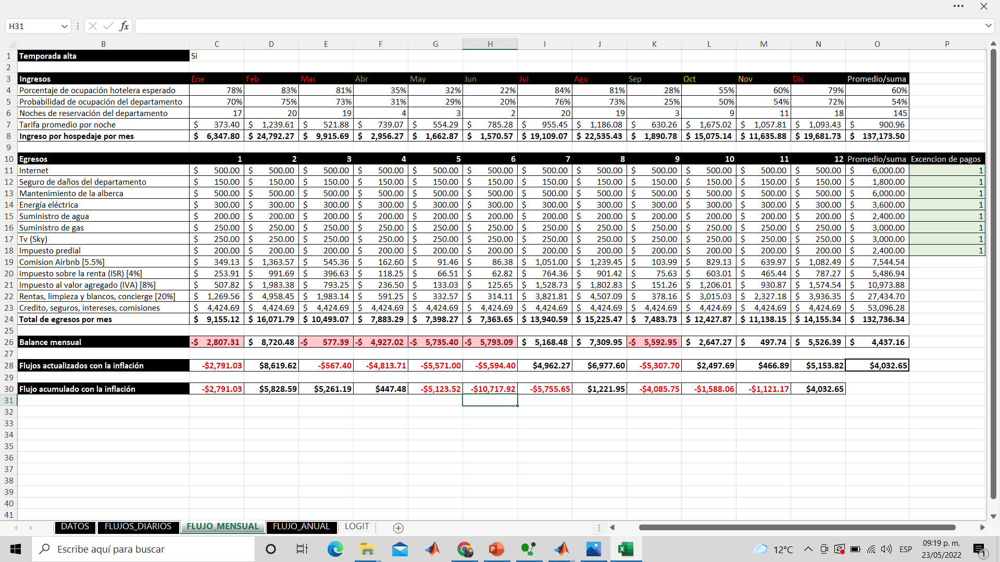 H31 fx
B C D E F G H I J K L M N O P
1 Temporada alta Si
2
3 Ingresos Ene Feb Mar Abr May Jun Jul Ago Sep Oct Nov Dic Promedio/suma
4 Porcentaje de ocupación hotelera esperado 78% 83% 81% 35% 32% 22% 84% 81% 28% 55% 60% 79% 60%
5 Probabilidad de ocupación del departamento 70% 75% 73% 31% 29% 20% 76% 73% 25% 50% 54% 72% 54%
6 Noches de reservación del departamento 17 20 19 4 3 2 20 19 3 9 11 18 145
7 Tarifa promedio por noche $ 373.40 $ 1,239.61 $ 521.88 $ 739.07 $ 554.29 $ 785.28 $ 955.45 $ 1,186.08 $ 630.26 $ 1,675.02 $ 1,057.81 $ 1,093.43 $ 900.96
8 Ingreso por hospedaje por mes $ 6,347.80 $ 24,792.27 $ 9,915.69 $ 2,956.27 $ 1,662.87 $ 1,570.57 $ 19,109.07 $ 22,535.43 $ 1,890.78 $ 15,075.14 $ 11,635.88 $ 19,681.73 $ 137,173.50
9
10 Egresos 1 2 3 4 5 6 7 8 9 10 11 12 Promedio/suma Excencion de pagos
11 Internet $ 500.00 $ 500.00 $ 500.00 $ 500.00 $ 500.00 $ 500.00 $ 500.00 $ 500.00 $ 500.00 $ 500.00 $ 500.00 $ 500.00 $ 6,000.00 1
12 Seguro de daños del departamento $ 150.00 $ 150.00 $ 150.00 $ 150.00 $ 150.00 $ 150.00 $ 150.00 $ 150.00 $ 150.00 $ 150.00 $ 150.00 $ 150.00 $ 1,800.00 1
13 Mantenimiento de la alberca $ 500.00 $ 500.00 $ 500.00 $ 500.00 $ 500.00 $ 500.00 $ 500.00 $ 500.00 $ 500.00 $ 500.00 $ 500.00 $ 500.00 $ 6,000.00 1
14 Energía eléctrica $ 300.00 $ 300.00 $ 300.00 $ 300.00 $ 300.00 $ 300.00 $ 300.00 $ 300.00 $ 300.00 $ 300.00 $ 300.00 $ 300.00 $ 3,600.00 1
15 Suministro de agua $ 200.00 $ 200.00 $ 200.00 $ 200.00 $ 200.00 $ 200.00 $ 200.00 $ 200.00 $ 200.00 $ 200.00 $ 200.00 $ 200.00 $ 2,400.00 1
16 Suministro de gas $ 250.00 $ 250.00 $ 250.00 $ 250.00 $ 250.00 $ 250.00 $ 250.00 $ 250.00 $ 250.00 $ 250.00 $ 250.00 $ 250.00 $ 3,000.00 1
17 Tv (Sky) $ 250.00 $ 250.00 $ 250.00 $ 250.00 $ 250.00 $ 250.00 $ 250.00 $ 250.00 $ 250.00 $ 250.00 $ 250.00 $ 250.00 $ 3,000.00 1
18 Impuesto predial $ 200.00 $ 200.00 $ 200.00 $ 200.00 $ 200.00 $ 200.00 $ 200.00 $ 200.00 $ 200.00 $ 200.00 $ 200.00 $ 200.00 $ 2,400.00 1
19 Comision Airbnb [5.5%] $ 349.13 $ 1,363.57 $ 545.36 $ 162.60 $ 91.46 $ 86.38 $ 1,051.00 $ 1,239.45 $ 103.99 $ 829.13 $ 639.97 $ 1,082.49 $ 7,544.54
20 Impuesto sobre la renta (ISR) [4%] $ 253.91 $ 991.69 $ 396.63 $ 118.25 $ 66.51 $ 62.82 $ 764.36 $ 901.42 $ 75.63 $ 603.01 $ 465.44 $ 787.27 $ 5,486.94
21 Impuesto al valor agregado (IVA) [8%] $ 507.82 $ 1,983.38 $ 793.25 $ 236.50 $ 133.03 $ 125.65 $ 1,528.73 $ 1,802.83 $ 151.26 $ 1,206.01 $ 930.87 $ 1,574.54 $ 10,973.88
22 Rentas, limpieza y blancos, concierge [20%] $ 1,269.56 $ 4,958.45 $ 1,983.14 $ 591.25 $ 332.57 $ 314.11 $ 3,821.81 $ 4,507.09 $ 378.16 $ 3,015.03 $ 2,327.18 $ 3,936.35 $ 27,434.70
23 Credito, seguros, intereses, comisiones $ 4,424.69 $ 4,424.69 $ 4,424.69 $ 4,424.69 $ 4,424.69 $ 4,424.69 $ 4,424.69 $ 4,424.69 $ 4,424.69 $ 4,424.69 $ 4,424.69 $ 4,424.69 $ 53,096.28
24 Total de egresos por mes $ 9,155.12 $ 16,071.79 $ 10,493.07 $ 7,883.29 $ 7,398.27 $ 7,363.65 $ 13,940.59 $ 15,225.47 $ 7,483.73 $ 12,427.87 $ 11,138.15 $ 14,155.34 $ 132,736.34
25
26 Balance mensual -$ 2,807.31 $ 8,720.48 -$ 577.39 -$ 4,927.02 -$ 5,735.40 -$ 5,793.09 $ 5,168.48 $ 7,309.95 -$ 5,592.95 $ 2,647.27 $ 497.74 $ 5,526.39 $ 4,437.16
27
28 Flujos actualizados con la inflación -$2,791.03 $8,619.62 -$567.40 -$4,813.71 -$5,571.00 -$5,594.40 $4,962.27 $6,977.60 -$5,307.70 $2,497.69 $466.89 $5,153.82 $4,032.65
29
30 Flujo acumulado con la inflación -$2,791.03 $5,828.59 $5,261.19 $447.48 -$5,123.52 -$10,717.92 -$5,755.65 $1,221.95 -$4,085.75 -$1,588.06 -$1,121.17 $4,032.65
31
32
33
34
35
36
37
38
39
40
41
DATOS FLUJOS_DIARIOS FLUJO_MENSUAL FLUJO_ANUAL LOGIT
Escribe aquí para buscar 12°C ESP 09:19 p. m.
23/05/2022 1